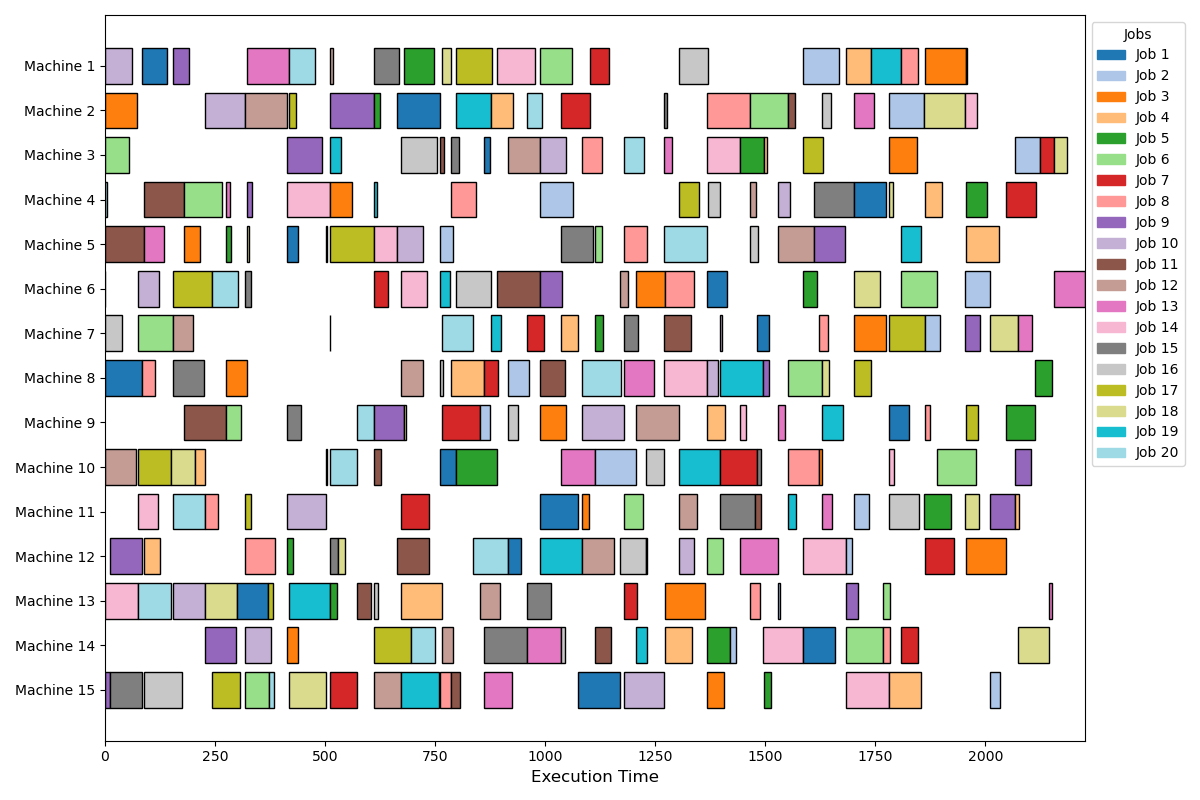 Machine 1
Machine 2
Machine 3
Machine 4
Machine 5
Machine 6
Machine 7
Machine 8
Machine 9
Machine 10
Machine 11
Machine 12
Machine 13
Machine 14
Machine 15
0 250 500 750 1000 1250 1500 1750 2000
Execution Time
Jobs
Job 1
Job 2
Job 3
Job 4
Job 5
Job 6
Job 7
Job 8
Job 9
Job 10
Job 11
Job 12
Job 13
Job 14
Job 15
Job 16
Job 17
Job 18
Job 19
Job 20